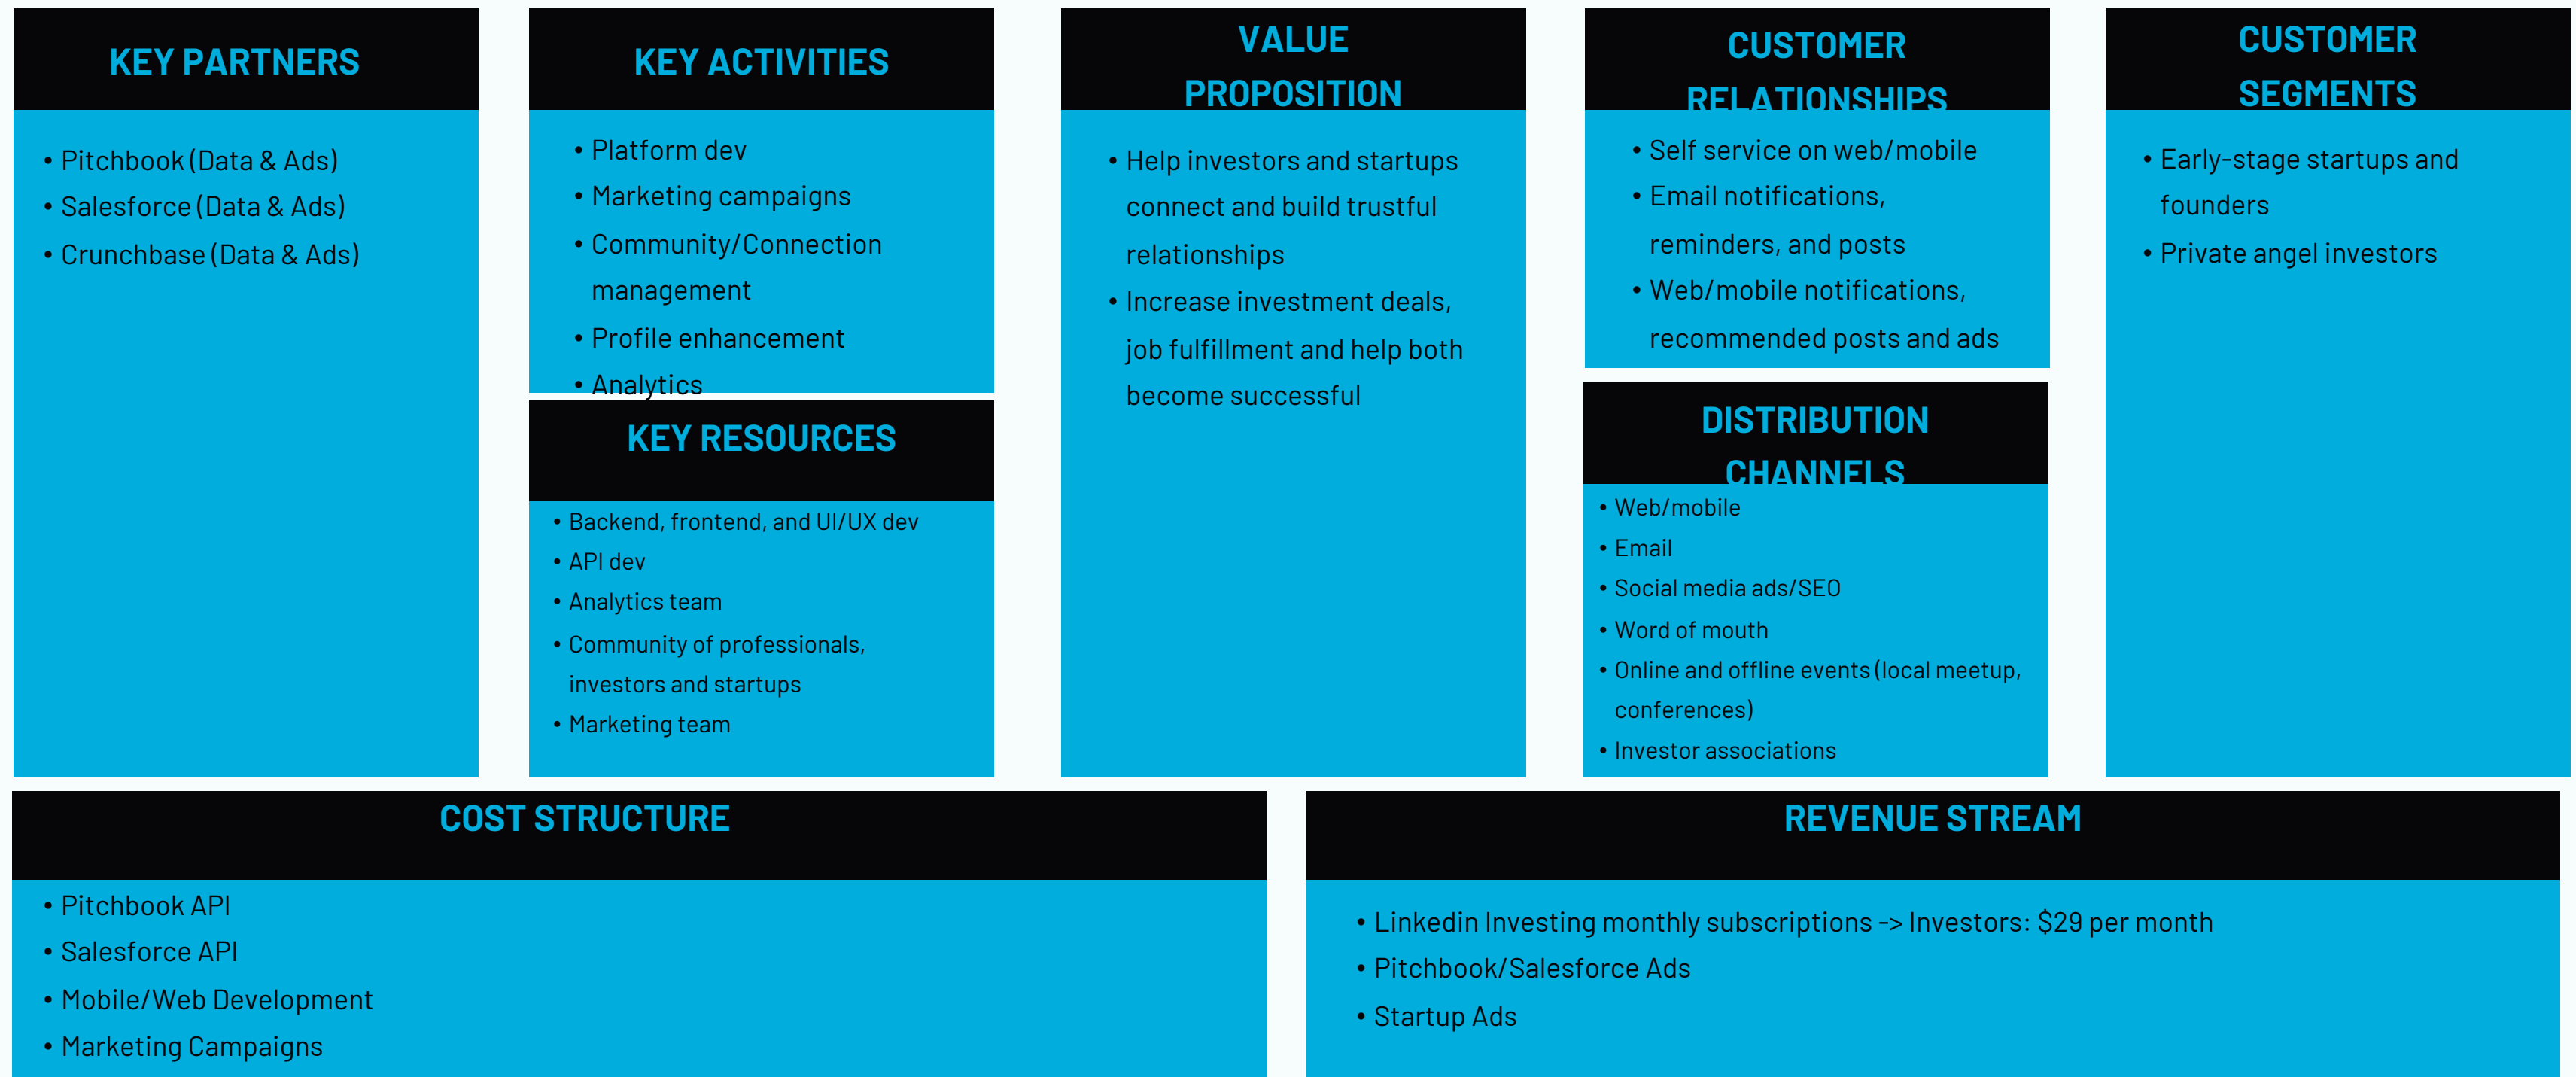 KEY PARTNERS
• Pitchbook (Data & Ads)
• Salesforce (Data & Ads)
• Crunchbase (Data & Ads)
KEY ACTIVITIES
• Platform dev
• Marketing campaigns
• Community/Connection
management
• Profile enhancement
• Analytics
KEY RESOURCES
• Backend, frontend, and UI/UX dev
• API dev
• Analytics team
• Community of professionals,
investors and startups
• Marketing team
VALUE
PROPOSITION
• Help investors and startups
connect and build trustful
relationships
• Increase investment deals,
job fulfillment and help both
become successful
CUSTOMER
RELATIONSHIPS
• Self service on web/mobile
• Email notifications,
reminders, and posts
• Web/mobile notifications,
recommended posts and ads
DISTRIBUTION
CHANNELS
• Web/mobile
• Email
• Social media ads/SEO
• Word of mouth
• Online and offline events (local meetup,
conferences)
• Investor associations
CUSTOMER
SEGMENTS
• Early-stage startups and
founders
• Private angel investors
COST STRUCTURE
• Pitchbook API
• Salesforce API
• Mobile/Web Development
• Marketing Campaigns
REVENUE STREAM
• Linkedin Investing monthly subscriptions -> Investors: $29 per month
• Pitchbook/Salesforce Ads
• Startup Ads